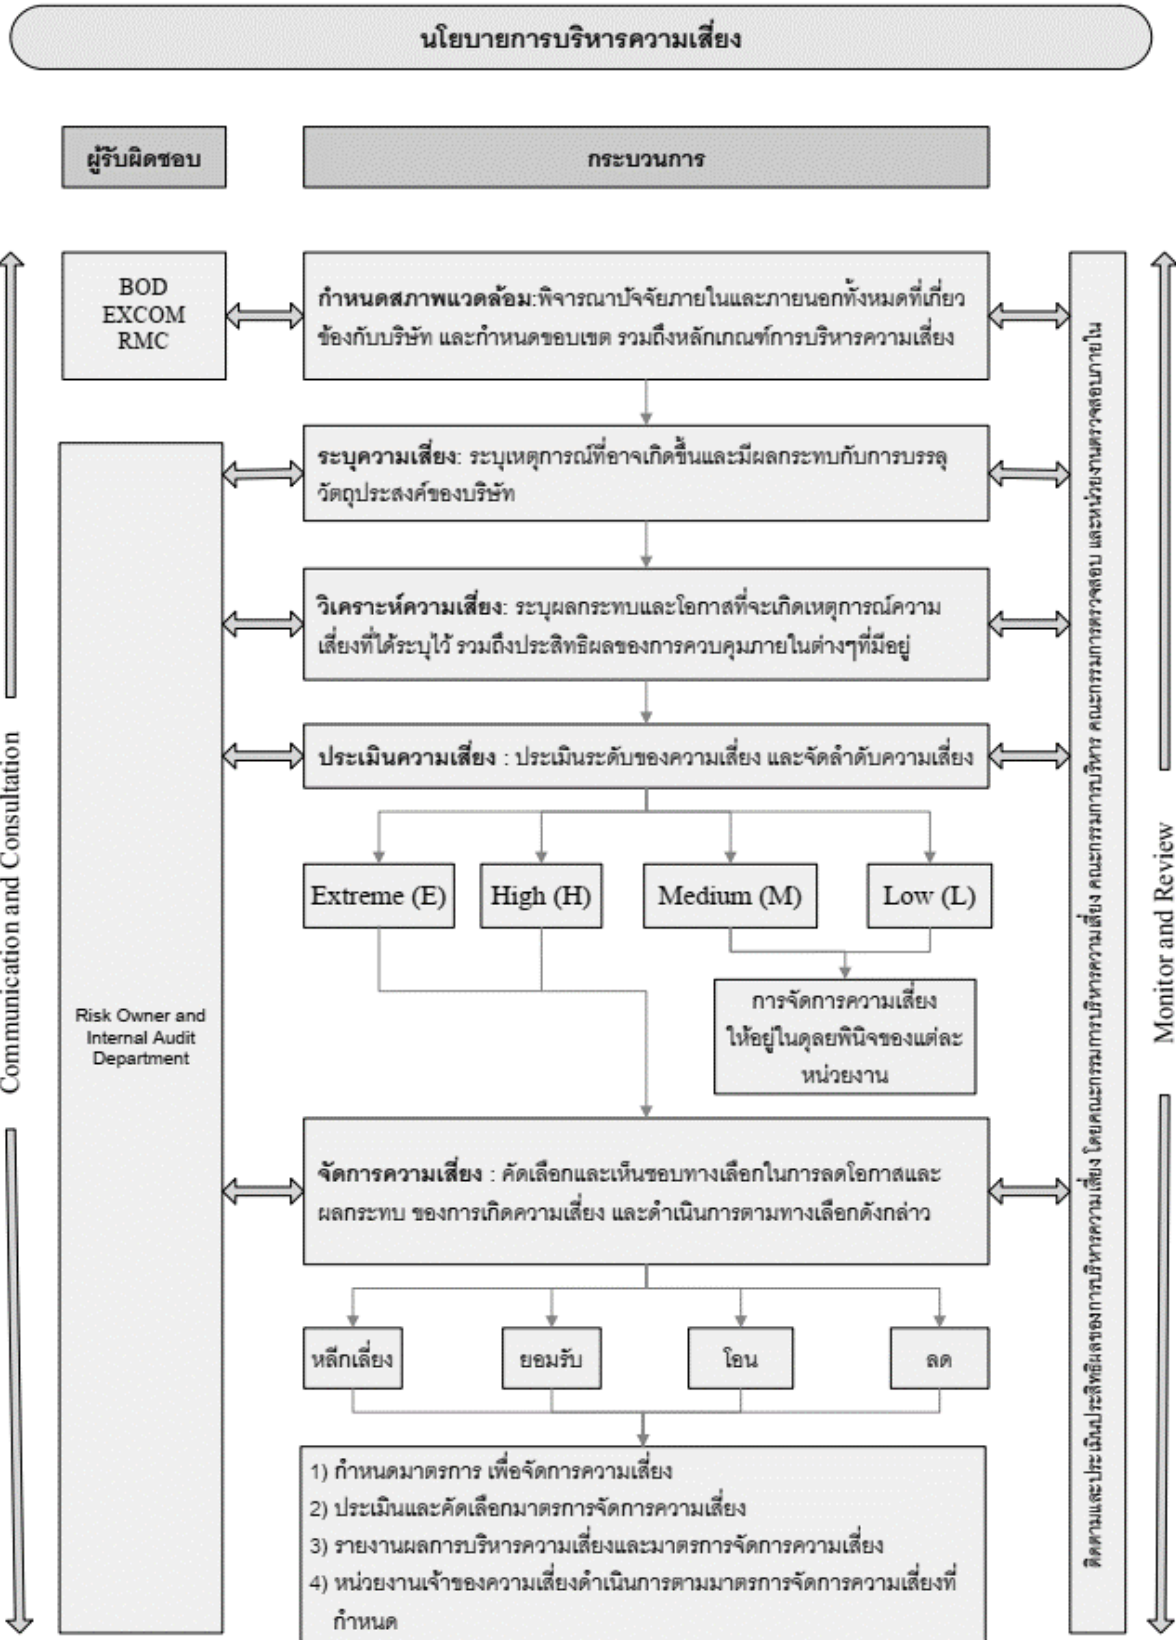 นโยบายการบริหารความเสี่ยง
ผู้รับผิดชอบ
กระบวนการ
BOD
EXCOM
RMC
กำหนดสภาพแวดล้อม:พิจารณาปัจจัยภายในและภายนอกทั้งหมดที่เกี่ยว
ข้องกับบริษัท และกำหนดขอบเขต รวมถึงหลักเกณฑ์การบริหารความเสี่ยง
ระบุความเสี่ยง: ระบุเหตุการณ์ที่อาจเกิดขึ้นและมีผลกระทบกับการบรรลุ
วัตถุประสงค์ของบริษัท
วิเคราะห์ความเสี่ยง: ระบุผลกระทบและโอกาสที่จะเกิดเหตุการณ์ความ
เสี่ยงที่ได้ระบุไว้ รวมถึงประสิทธิผลของการควบคุมภายในต่างๆที่มีอยู่
ประเมินความเสี่ยง : ประเมินระดับของความเสี่ยง และจัดลำดับความเสี่ยง
Extreme (E)
High (H)
Medium (M)
Low (L)
การจัดการความเสี่ยง
ให้อยู่ในดุลยพินิจของแต่ละ
หน่วยงาน
Risk Owner and
Internal Audit
Department
จัดการความเสี่ยง : คัดเลือกและเห็นชอบทางเลือกในการลดโอกาสและ
ผลกระทบ ของการเกิดความเสี่ยง และดำเนินการตามทางเลือกดังกล่าว
หลีกเลี่ยง
ยอมรับ
โอน
ลด
1) กำหนดมาตรการ เพื่อจัดการความเสี่ยง
2) ประเมินและคัดเลือกมาตรการจัดการความเสี่ยง
3) รายงานผลการบริหารความเสี่ยงและมาตรการจัดการความเสี่ยง
4) หน่วยงานเจ้าของความเสี่ยงดำเนินการตามมาตรการจัดการความเสี่ยงที่
กำหนด
Communication and Consultation
ติดตามและประเมินประสิทธิผลของการบริหารความเสี่ยง โดยคณะกรรมการบริหารความเสี่ยง คณะกรรมการบริหาร คณะกรรมการตรวจสอบ และหน่วยงานตรวจสอบภายใน
Monitor and Review